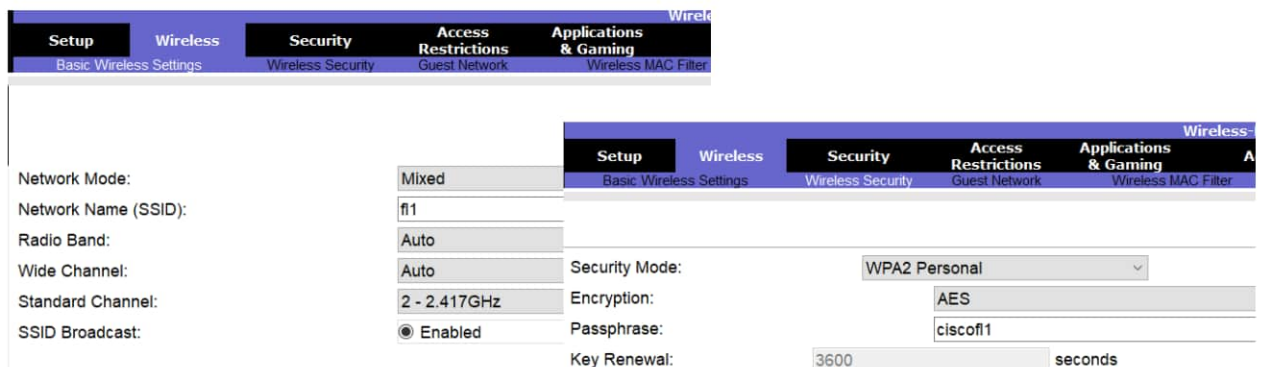 Wirele
Setup Wireless Security Access Restrictions Applications & Gaming
Basic Wireless Settings Wireless Security Guest Network Wireless MAC Filter
Network Mode: Mixed
Network Name (SSID): fl1
Radio Band: Auto
Wide Channel: Auto
Standard Channel: 2 - 2.417GHz
SSID Broadcast: Enabled
Wireless-
Setup Wireless Security Access Restrictions Applications & Gaming A
Basic Wireless Settings Wireless Security Guest Network Wireless MAC Filter
Security Mode: WPA2 Personal
Encryption: AES
Passphrase: ciscofl1
Key Renewal: 3600 seconds